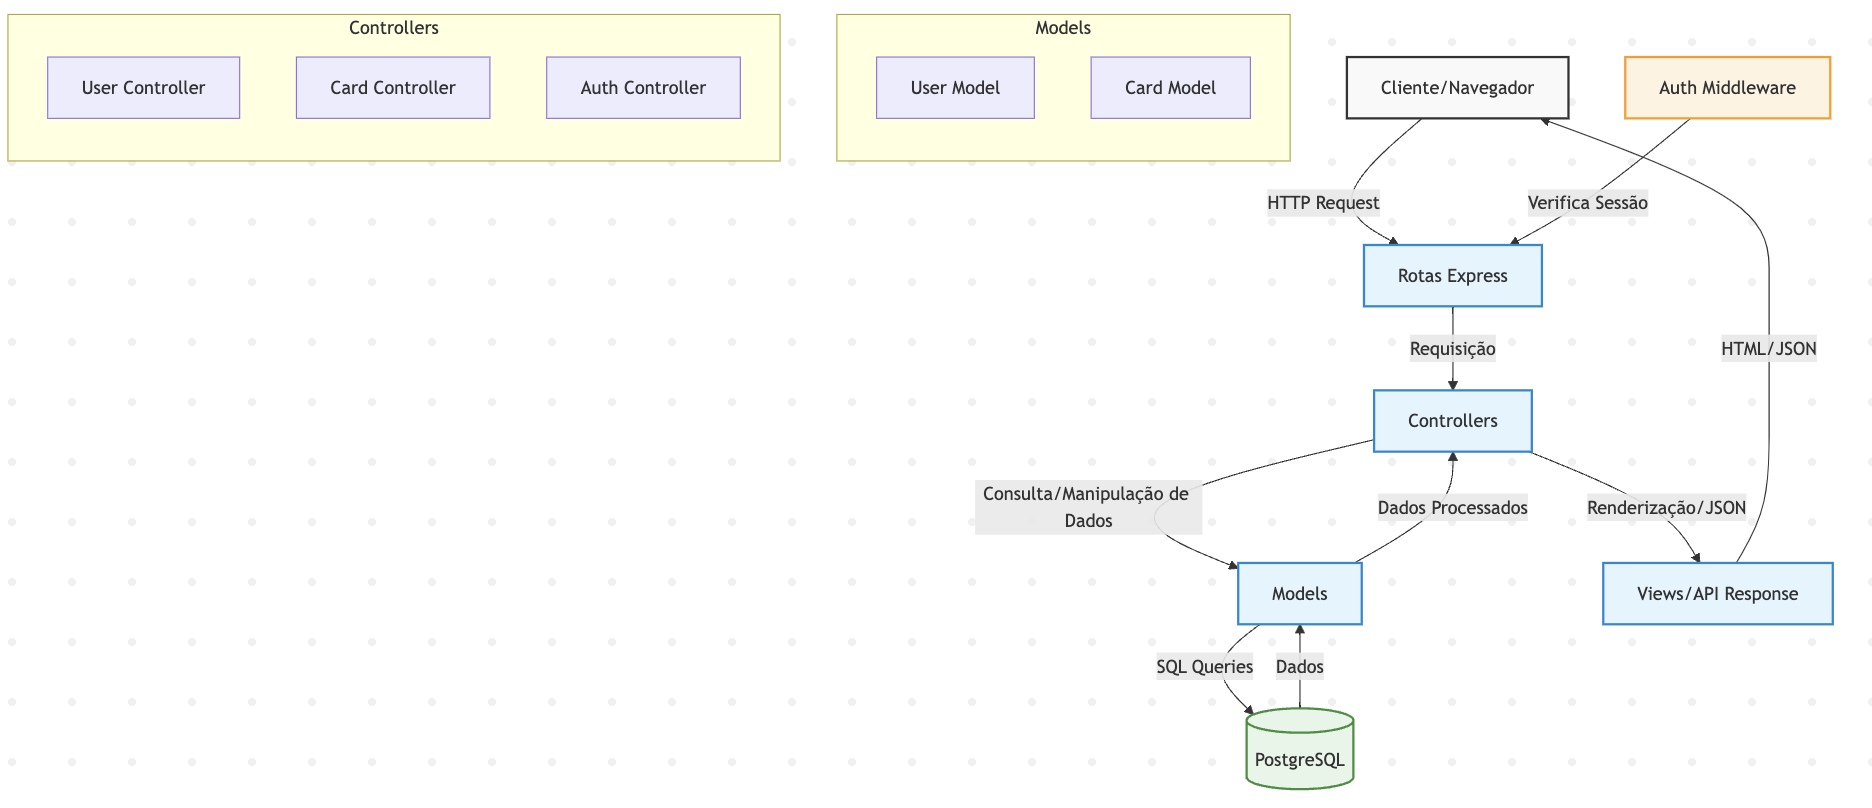 Controllers
User Controller
Card Controller
Auth Controller
Models
User Model
Card Model
Cliente/Navegador
Auth Middleware
HTTP Request
Verifica Sessão
Rotas Express
Requisição
HTML/JSON
Controllers
Consulta/Manipulação de
Dados
Dados Processados
Renderização/JSON
Models
Views/API Response
SQL Queries
Dados
PostgreSQL